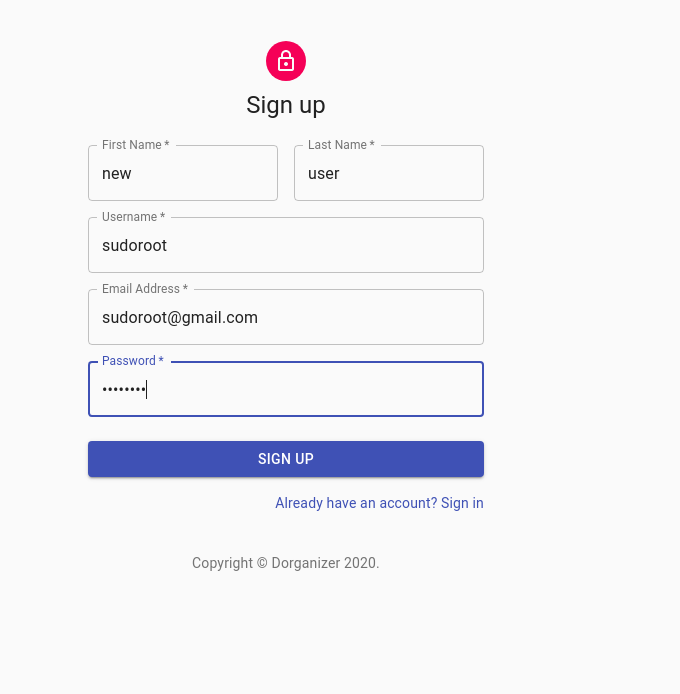 Sign up
First Name *
Last Name *
new
user
Username *
sudoroot
Email Address *
sudoroot@gmail.com
Password *
••••••••
SIGN UP
Already have an account? Sign in
Copyright © Dorganizer 2020.